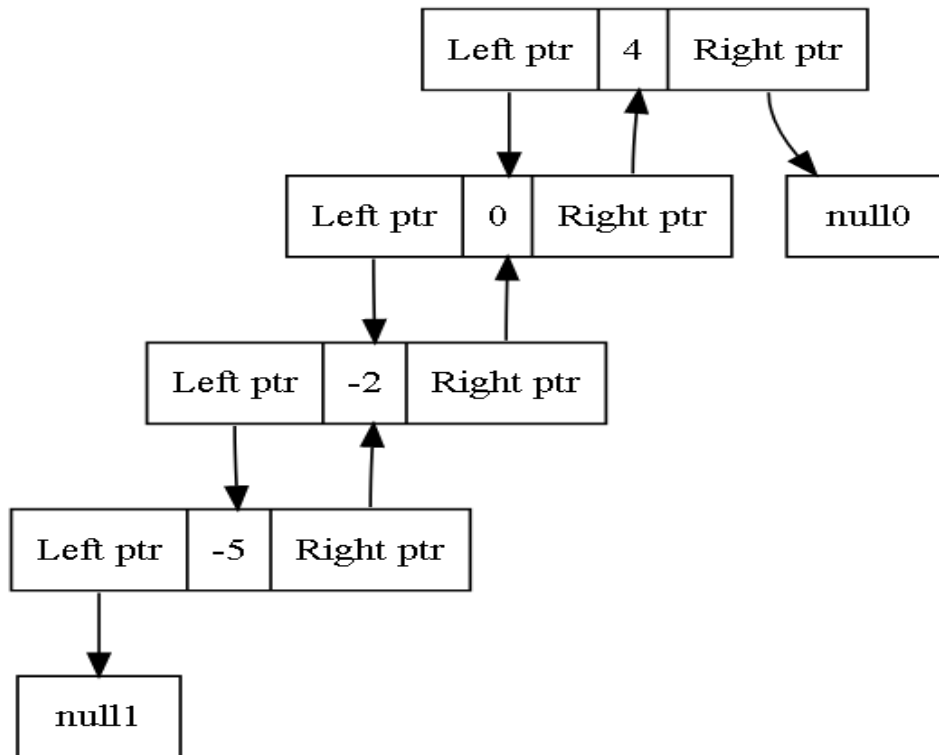 Left ptr 4 Right ptr
Left ptr 0 Right ptr
null0
Left ptr -2 Right ptr
Left ptr -5 Right ptr
null1